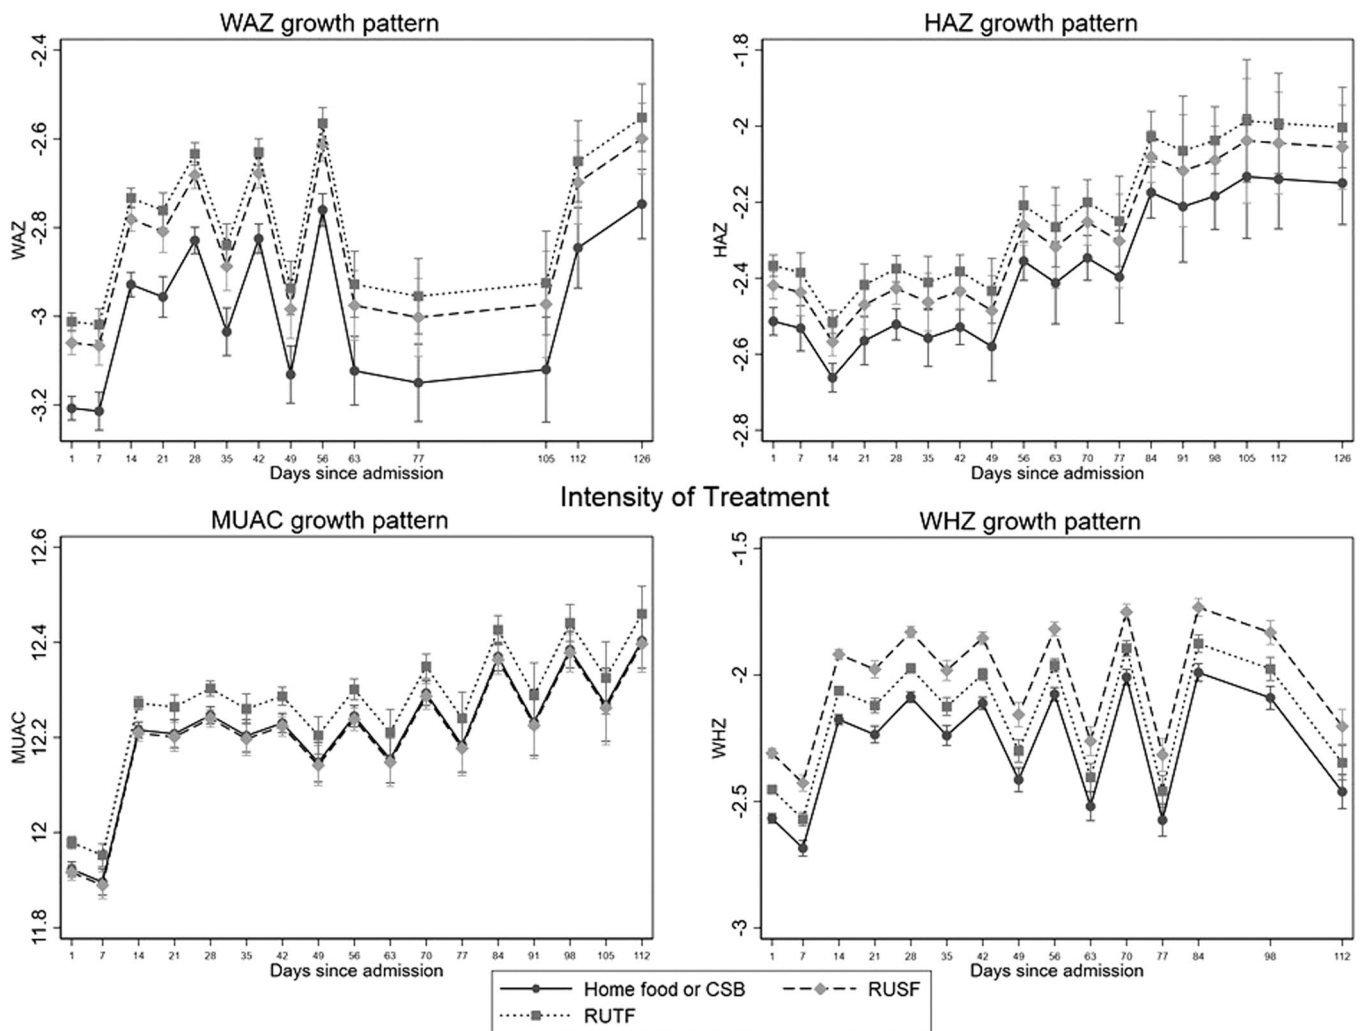 WAZ growth pattern
WAZ
-2.4
-2.6
-2.8
-3
-3.2
1 7 14 21 28 35 42 49 56 63 77 105 112 126
Days since admission
HAZ growth pattern
HAZ
-1.8
-2
-2.2
-2.4
-2.6
-2.8
1 7 14 21 28 35 42 49 56 63 70 77 84 91 98 105 112 126
Days since admission
Intensity of Treatment
MUAC growth pattern
MUAC
12.6
12.4
12.2
12
11.8
1 7 14 21 28 35 42 49 56 63 70 77 84 91 98 105 112
Days since admission
WHZ growth pattern
WHZ
-1.5
-2
-2.5
-3
1 7 14 21 28 35 42 49 56 63 70 77 84 98 112
Days since admission
Home food or CSB
RUSF
RUTF